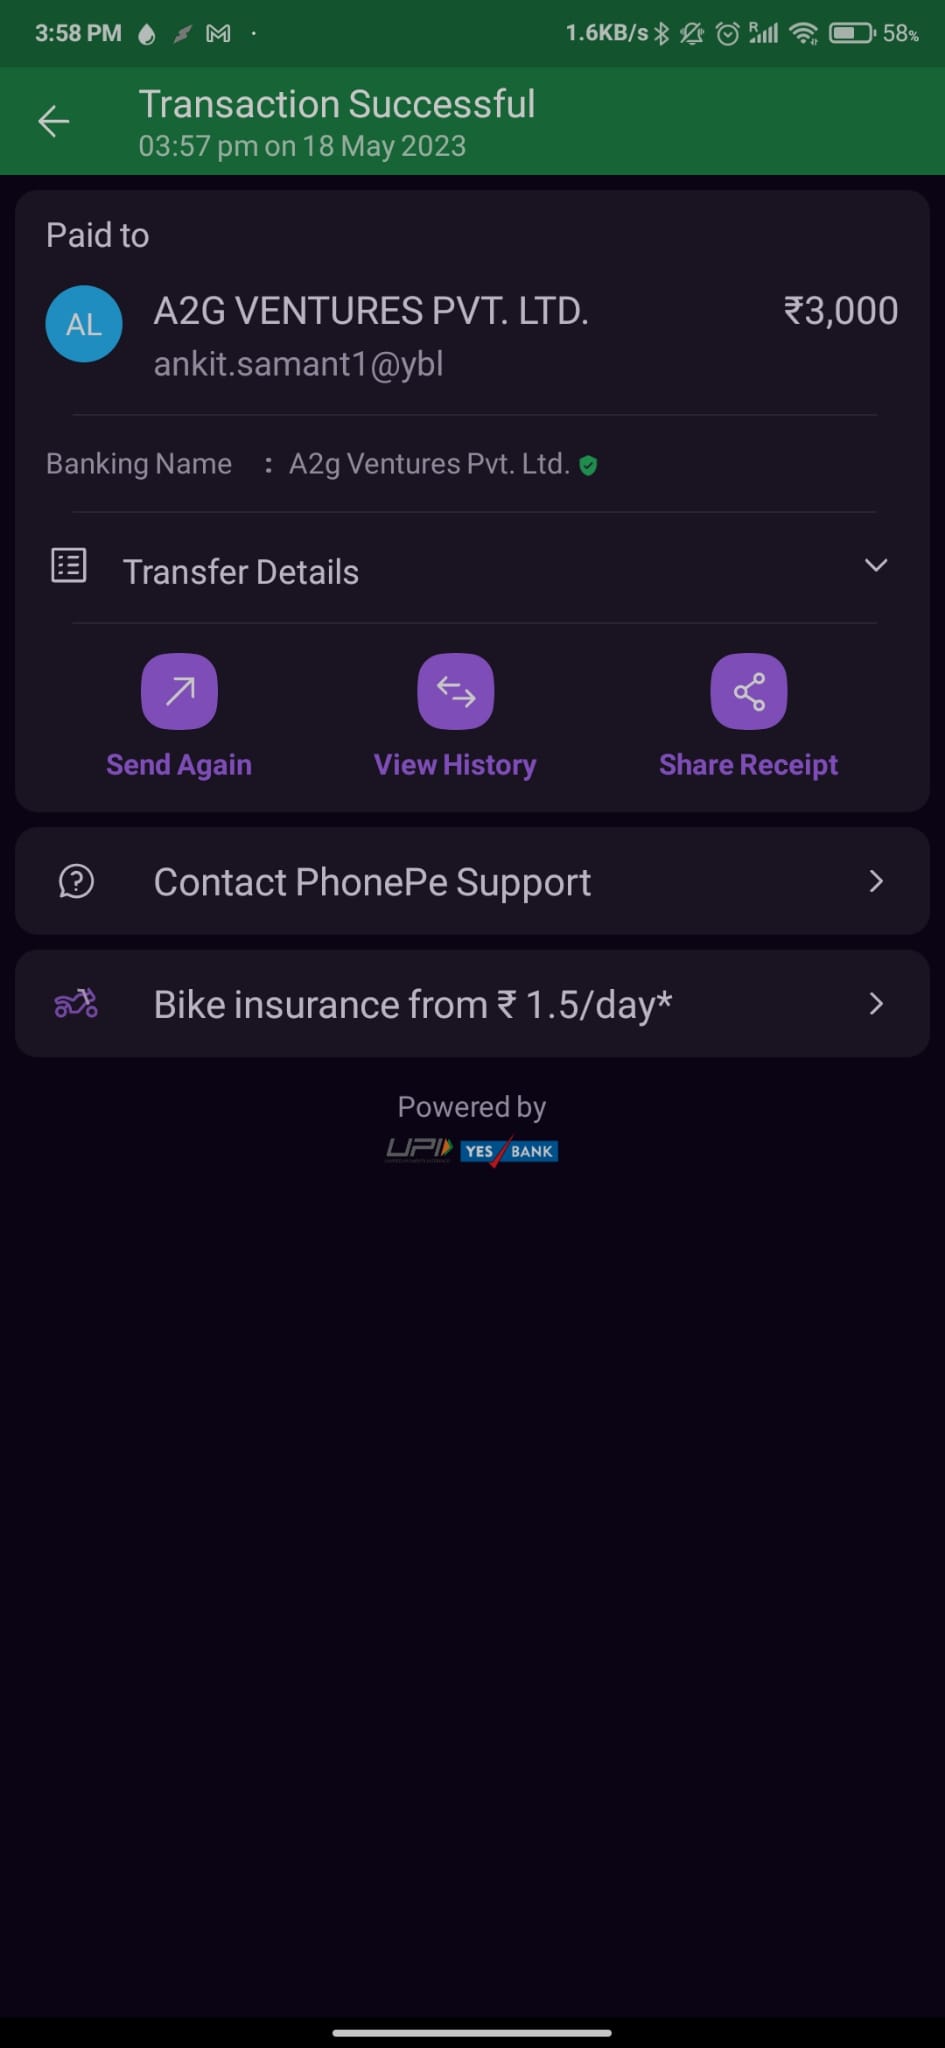 3:58 PM
1.6KB/s
R
58%
Transaction Successful
03:57 pm on 18 May 2023
Paid to
AL
A2G VENTURES PVT. LTD.
₹3,000
ankit.samant1@ybl
Banking Name : A2g Ventures Pvt. Ltd.
Transfer Details
Send Again
View History
Share Receipt
Contact PhonePe Support
Bike insurance from ₹ 1.5/day*
Powered by
UPI YES BANK